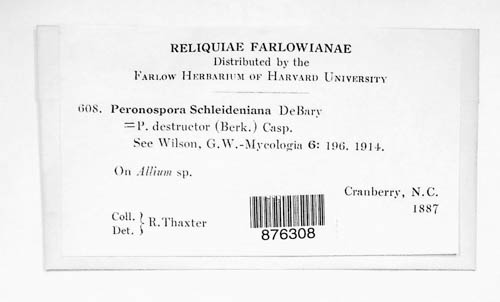 RELIQUIAE FARLOWIANAE
Distributed by the
FARLOW HERBARIUM OF HARVARD UNIVERSITY
608. Peronospora Schleideniana DeBary
=P. destructor (Berk.) Casp.
See Wilson, G.W.-Mycologia 6: 196. 1914.
On Allium sp.
Cranberry, N.C.
1887
Coll. } R. Thaxter
Det.
876308